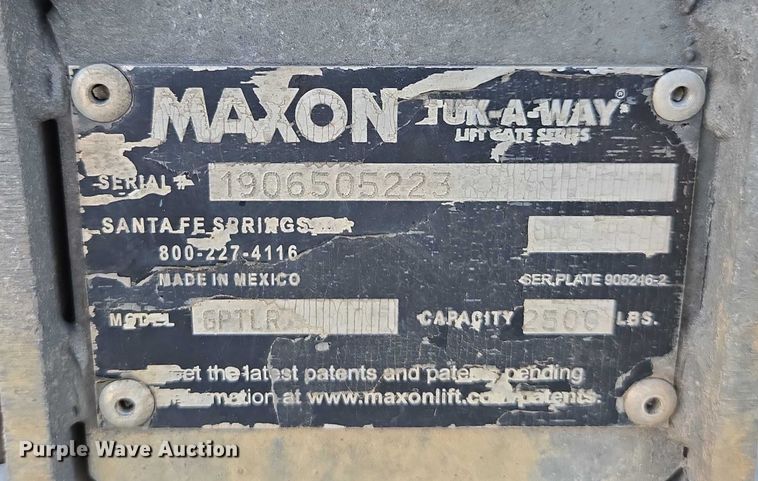 MAXON TUK-A-WAY®
LIFT GATE SERIES
SERIAL # 1906505223
SANTA FE SPRINGS
800-227-4116
MADE IN MEXICO SER.PLATE 905246-2
MODEL GPTLR CAPACITY 2500 LBS.
get the latest patents and patents pending
information at www.maxonlift.com/patents.
Purple Wave Auction